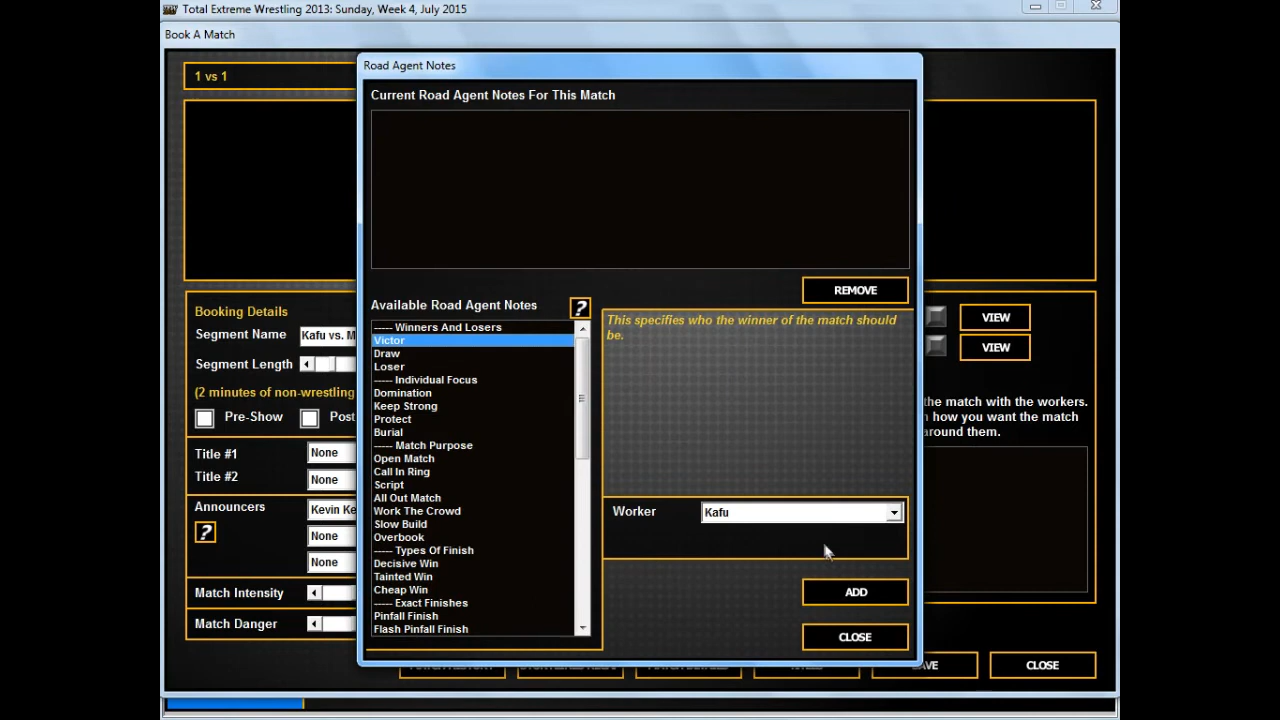 Total Extreme Wrestling 2013: Sunday, Week 4, July 2015
Book A Match
Road Agent Notes
1 vs 1
Current Road Agent Notes For This Match
REMOVE
Booking Details
Segment Name
Kafu vs. M
Segment Length
(2 minutes of non-wrestling
Pre-Show
Post
Title #1
None
Title #2
None
Announcers
Kevin Ke
?
None
None
Match Intensity
Match Danger
Available Road Agent Notes
?
----- Winners And Losers
Victor
Draw
Loser
----- Individual Focus
Domination
Keep Strong
Protect
Burial
----- Match Purpose
Open Match
Call In Ring
Script
All Out Match
Work The Crowd
Slow Build
Overbook
----- Types Of Finish
Decisive Win
Tainted Win
Cheap Win
----- Exact Finishes
Pinfall Finish
Flash Pinfall Finish
This specifies who the winner of the match should
be.
Worker
Kafu
ADD
CLOSE
VIEW
VIEW
the match with the workers.
how you want the match
around them.
CLOSE